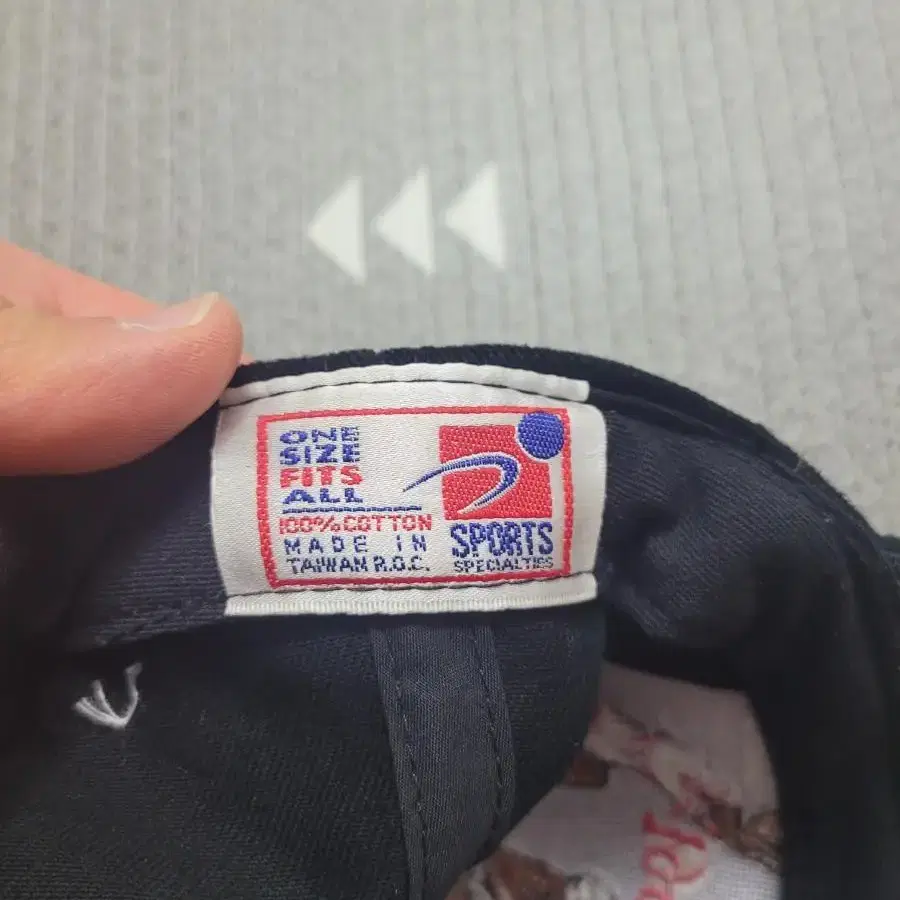 ONE
SIZE
FITS
ALL
100% COTTON
MADE IN
TAIWAN R.O.C.
SPORTS
SPECIALTIES